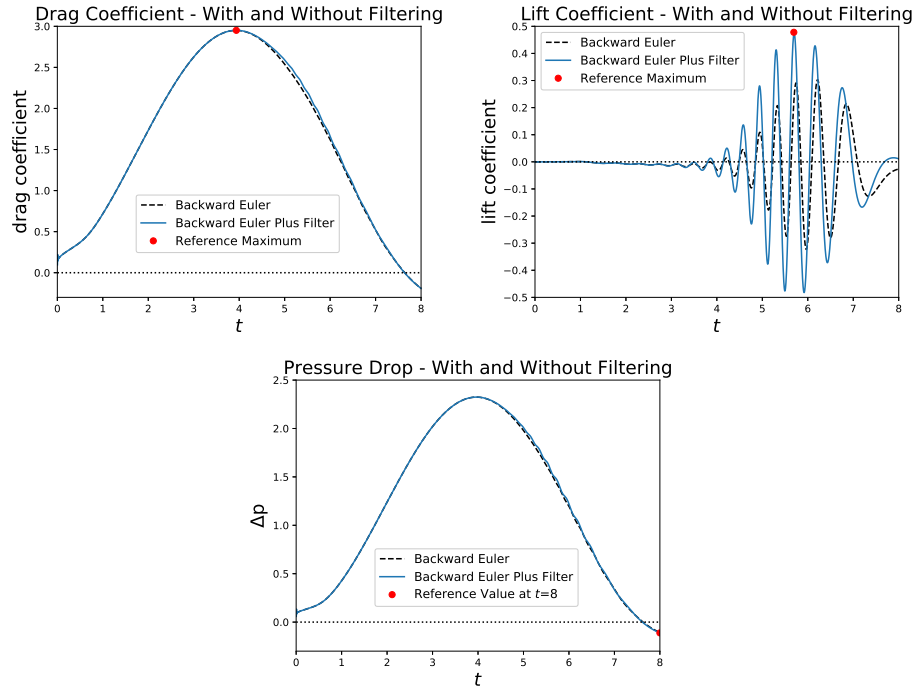 Drag Coefficient - With and Without Filtering
3.0
2.5
2.0
1.5
1.0
0.5
0.0
drag coefficient
Backward Euler
Backward Euler Plus Filter
Reference Maximum
0 1 2 3 4 5 6 7 8
t
Lift Coefficient - With and Without Filtering
0.5
0.4
0.3
0.2
0.1
0.0
−0.1
−0.2
−0.3
−0.4
−0.5
lift coefficient
Backward Euler
Backward Euler Plus Filter
Reference Maximum
0 1 2 3 4 5 6 7 8
t
Pressure Drop - With and Without Filtering
2.5
2.0
1.5
1.0
0.5
0.0
Δp
Backward Euler
Backward Euler Plus Filter
Reference Value at t=8
0 1 2 3 4 5 6 7 8
t